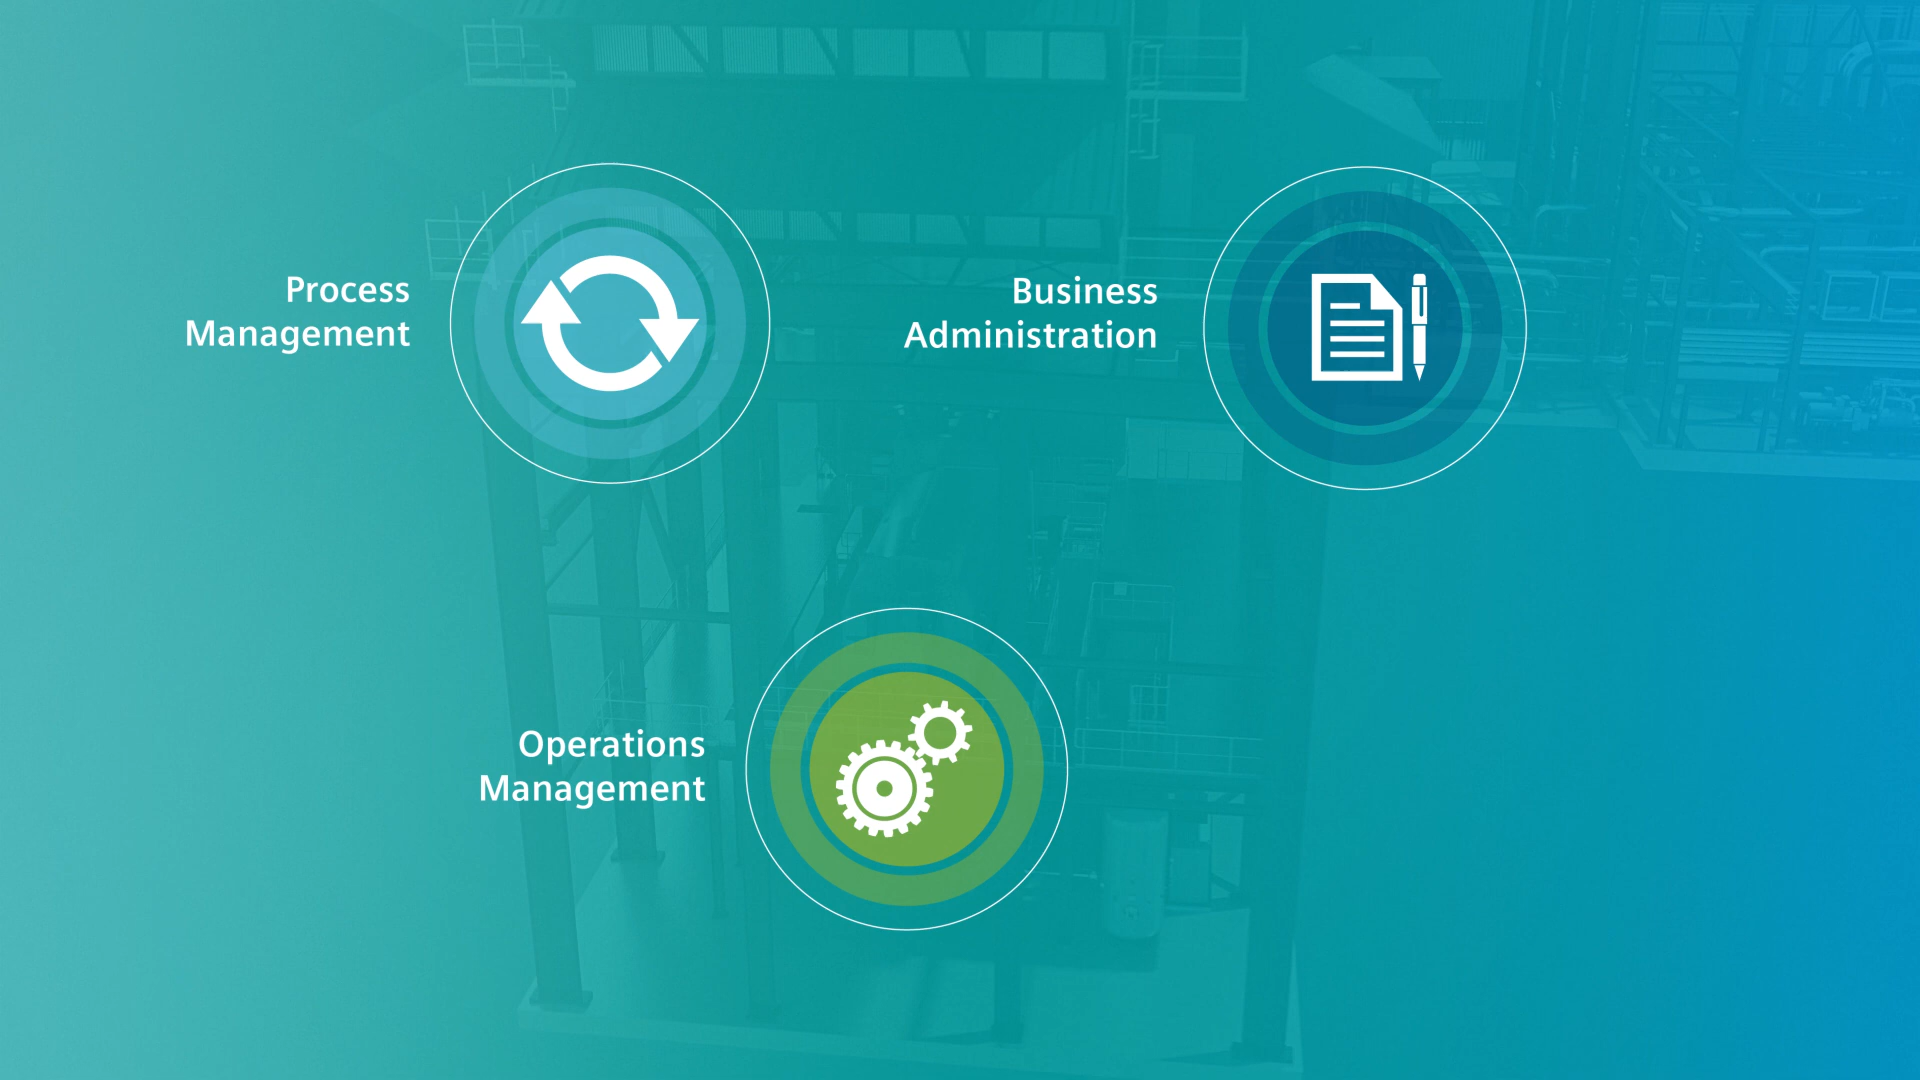 Process
Management
Business
Administration
Operations
Management